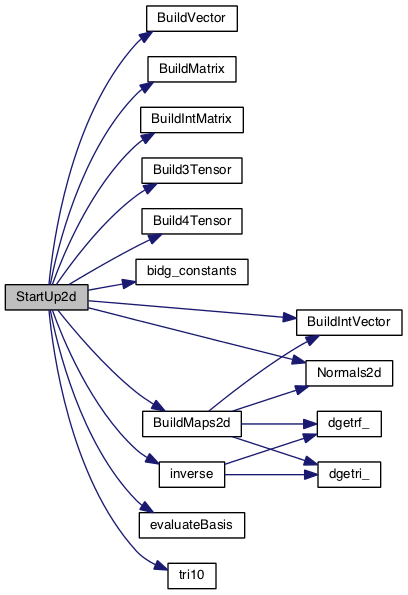 BuildVector
BuildMatrix
BuildIntMatrix
Build3Tensor
Build4Tensor
bidg_constants
StartUp2d
BuildIntVector
Normals2d
BuildMaps2d
dgetrf_
inverse
dgetri_
evaluateBasis
tri10